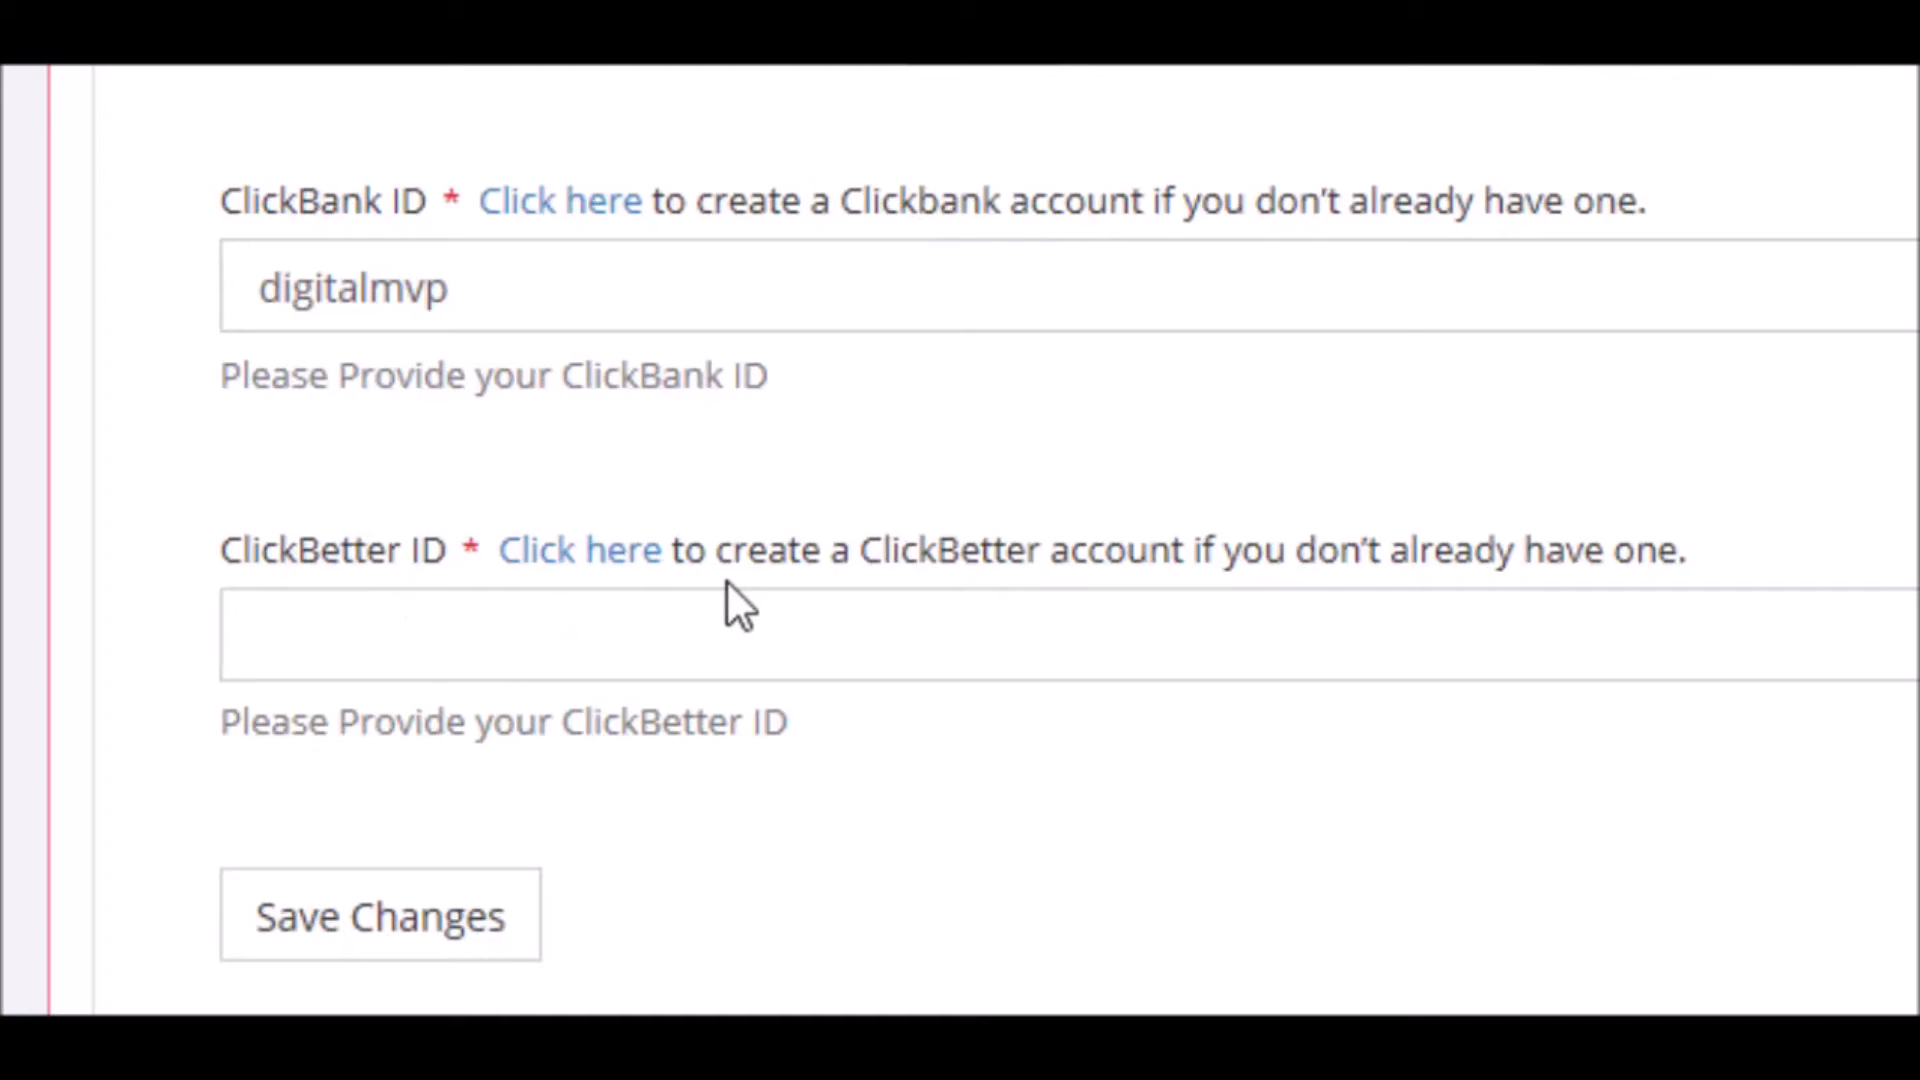 ClickBank ID * Click here to create a Clickbank account if you don't already have one.
digitalmvp
Please Provide your ClickBank ID
ClickBetter ID * Click here to create a ClickBetter account if you don't already have one.
Please Provide your ClickBetter ID
Save Changes